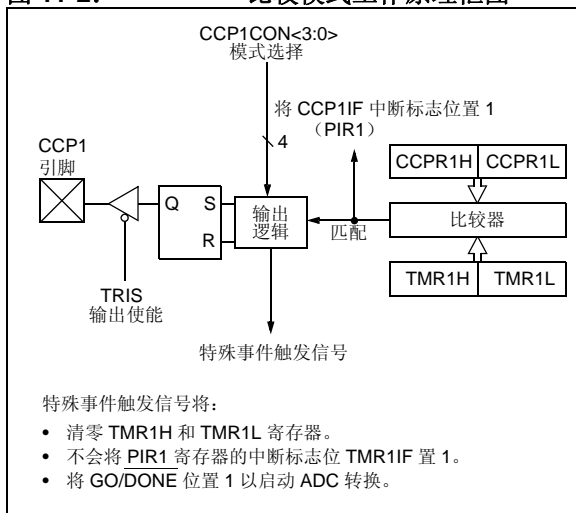 CCP1CON<3:0>
模式选择
将 CCP1IF 中断标志位置 1
（PIR1）
4
CCP1
引脚
CCPR1H CCPR1L
Q S
R
输出
逻辑
匹配
比较器
TMR1H TMR1L
TRIS
输出使能
特殊事件触发信号
特殊事件触发信号将：
• 清零 TMR1H 和 TMR1L 寄存器。
• 不会将 PIR1 寄存器的中断标志位 TMR1IF 置 1。
• 将 GO/DONE 位置 1 以启动 ADC 转换。